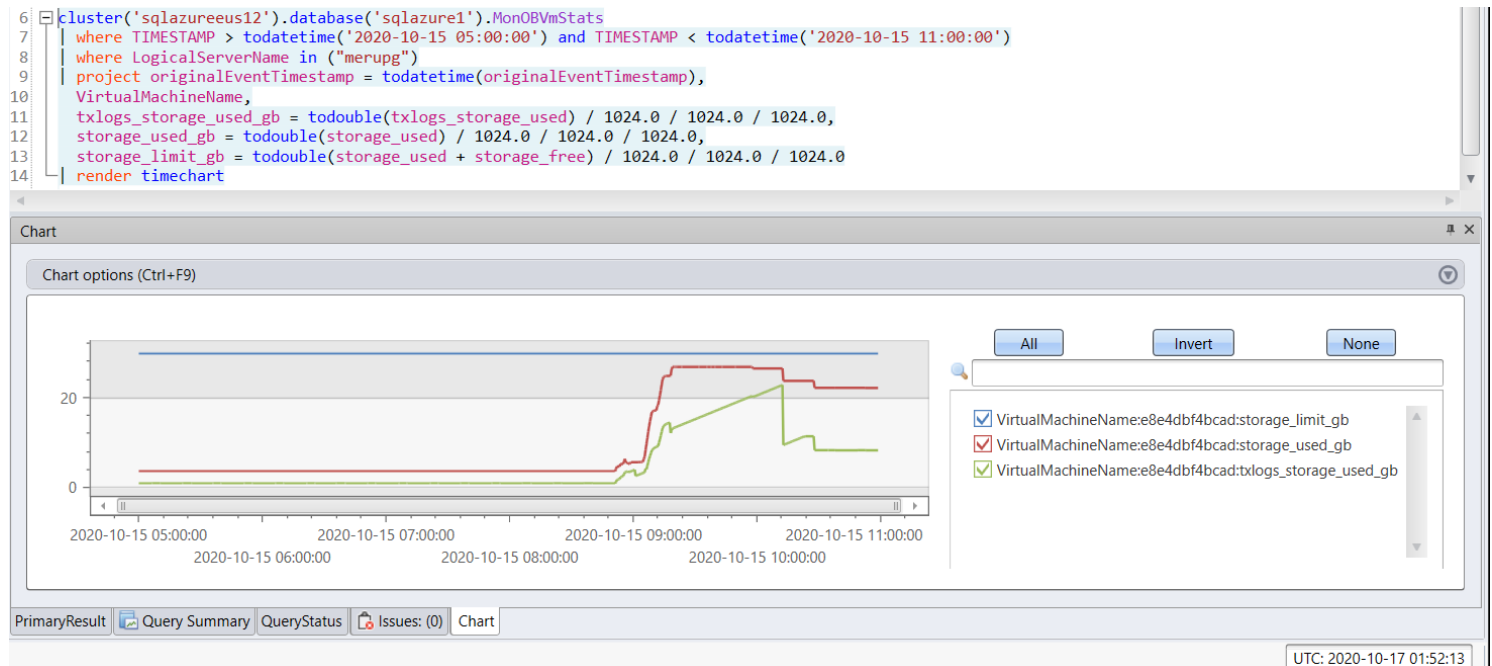 6 cluster('sqlazureeus12').database('sqlazure1').MonOBVmStats
7 | where TIMESTAMP > todatetime('2020-10-15 05:00:00') and TIMESTAMP < todatetime('2020-10-15 11:00:00')
8 | where LogicalServerName in ("merupg")
9 | project originalEventTimestamp = todatetime(originalEventTimestamp),
10 VirtualMachineName,
11 txlogs_storage_used_gb = todouble(txlogs_storage_used) / 1024.0 / 1024.0 / 1024.0,
12 storage_used_gb = todouble(storage_used) / 1024.0 / 1024.0 / 1024.0,
13 storage_limit_gb = todouble(storage_used + storage_free) / 1024.0 / 1024.0 / 1024.0
14 | render timechart
Chart
Chart options (Ctrl+F9)
All Invert None
20
0
VirtualMachineName:e8e4dbf4bcad:storage_limit_gb
VirtualMachineName:e8e4dbf4bcad:storage_used_gb
VirtualMachineName:e8e4dbf4bcad:txlogs_storage_used_gb
2020-10-15 05:00:00 2020-10-15 07:00:00 2020-10-15 09:00:00 2020-10-15 11:00:00
2020-10-15 06:00:00 2020-10-15 08:00:00 2020-10-15 10:00:00
PrimaryResult Query Summary QueryStatus Issues: (0) Chart
UTC: 2020-10-17 01:52:13